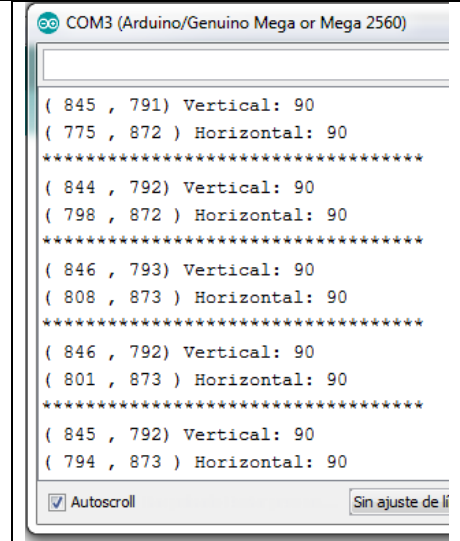 COM3 (Arduino/Genuino Mega or Mega 2560)
( 845 , 791) Vertical: 90
( 775 , 872 ) Horizontal: 90
***********************************
( 844 , 792) Vertical: 90
( 798 , 872 ) Horizontal: 90
***********************************
( 846 , 793) Vertical: 90
( 808 , 873 ) Horizontal: 90
***********************************
( 846 , 792) Vertical: 90
( 801 , 873 ) Horizontal: 90
***********************************
( 845 , 792) Vertical: 90
( 794 , 873 ) Horizontal: 90
Autoscroll Sin ajuste de